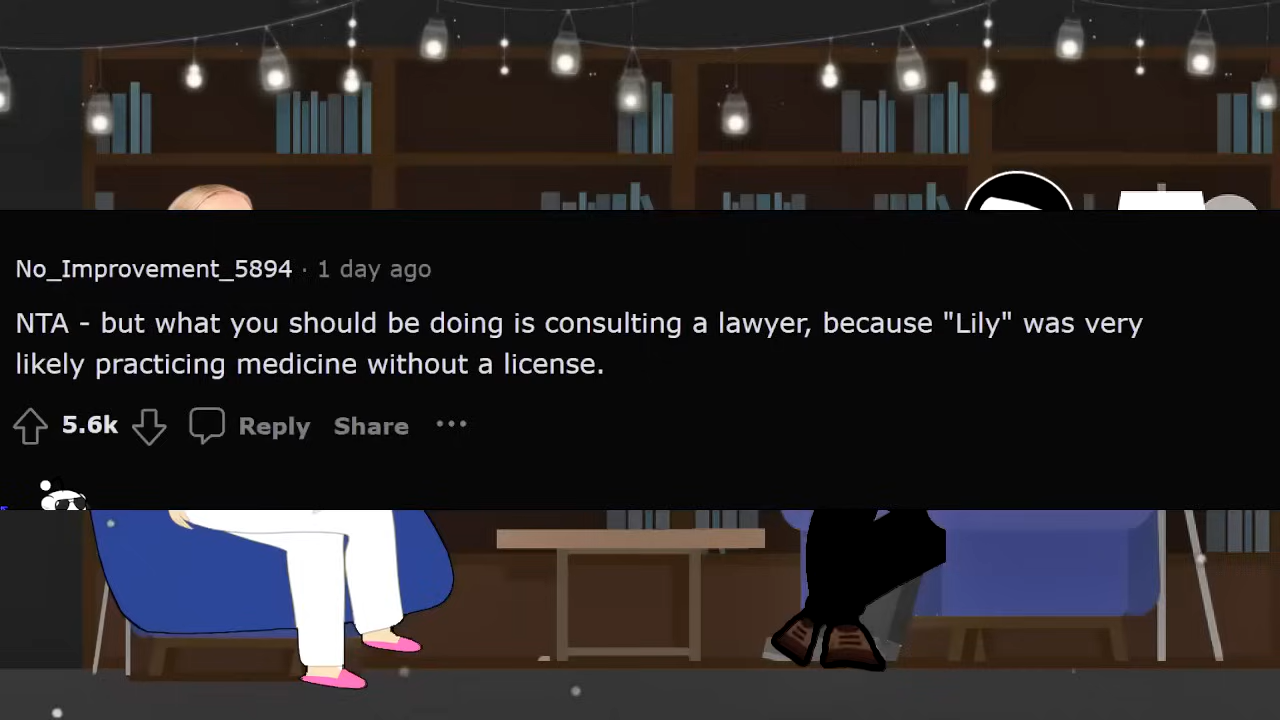 No_Improvement_5894 · 1 day ago
NTA - but what you should be doing is consulting a lawyer, because "Lily" was very
likely practicing medicine without a license.
5.6k Reply Share •••